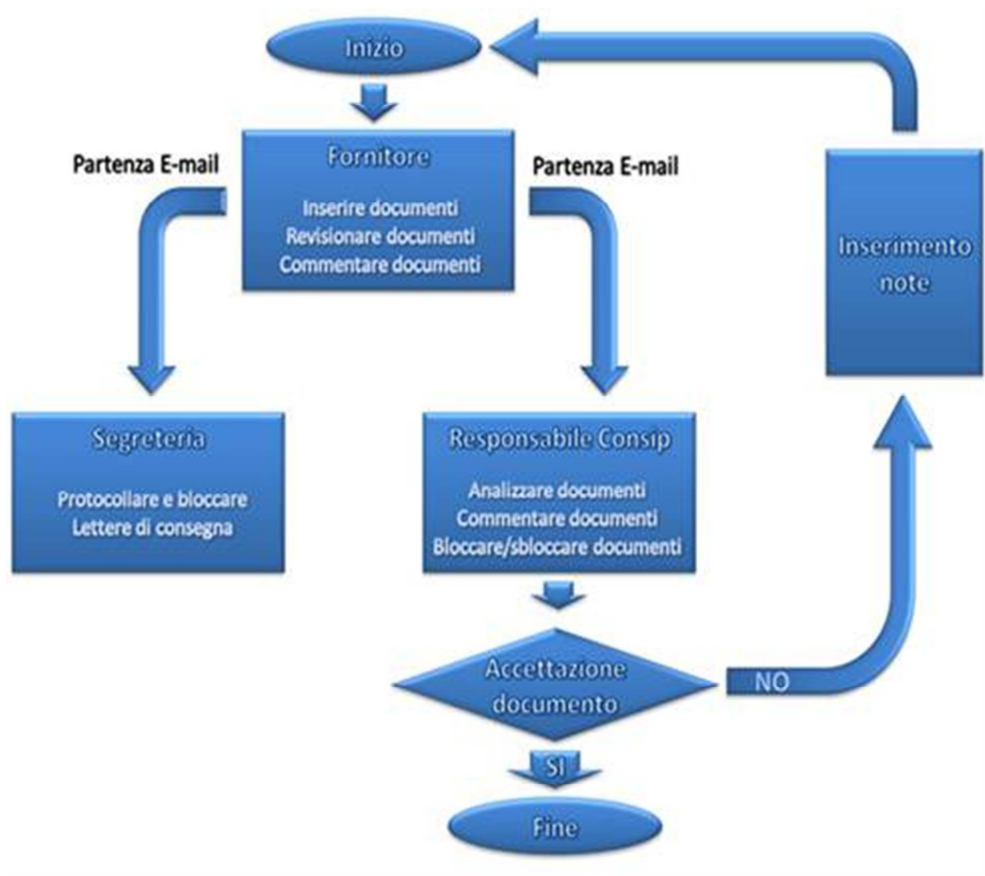 Inizio
Fornitore
Inserire documenti
Revisionare documenti
Commentare documenti
Partenza E-mail
Partenza E-mail
Inserimento
note
Segreteria
Protocollare e bloccare
Lettere di consegna
Responsabile Consip
Analizzare documenti
Commentare documenti
Bloccare/sbloccare documenti
Accettazione
documento
NO
SI
Fine